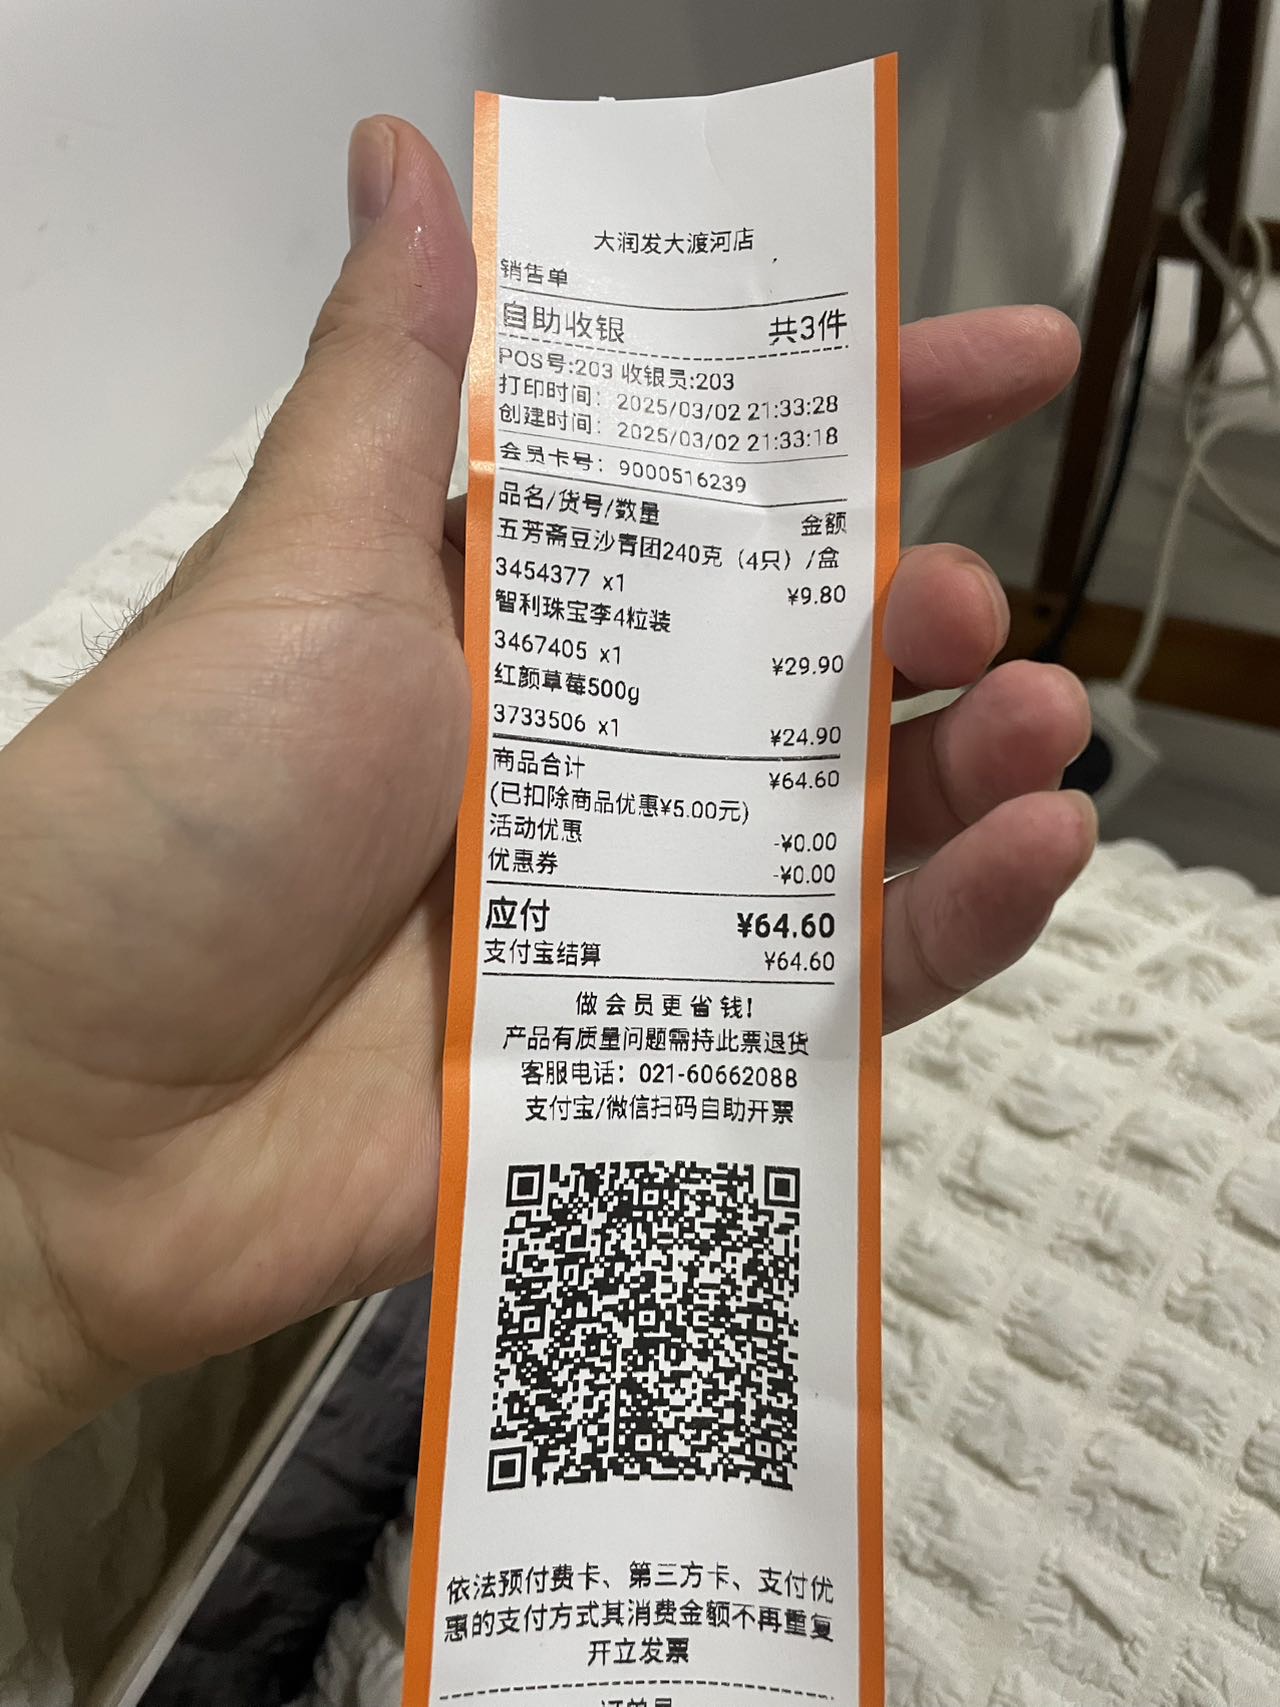 大润发大渡河店
销售单
自助收银 共3件
POS号:203 收银员:203
打印时间: 2025/03/02 21:33:28
创建时间: 2025/03/02 21:33:18
会员卡号: 9000516239
品名/货号/数量 金额
五芳斋豆沙青团240克（4只）/盒
3454377 x1 ¥9.80
智利珠宝李4粒装
3467405 x1 ¥29.90
红颜草莓500g
3733506 x1 ¥24.90
商品合计 ¥64.60
(已扣除商品优惠¥5.00元)
活动优惠 -¥0.00
优惠券 -¥0.00
应付 ¥64.60
支付宝结算 ¥64.60
做会员更省钱!
产品有质量问题需持此票退货
客服电话: 021-60662088
支付宝/微信扫码自助开票
依法预付费卡、第三方卡、支付优
惠的支付方式其消费金额不再重复
开立发票